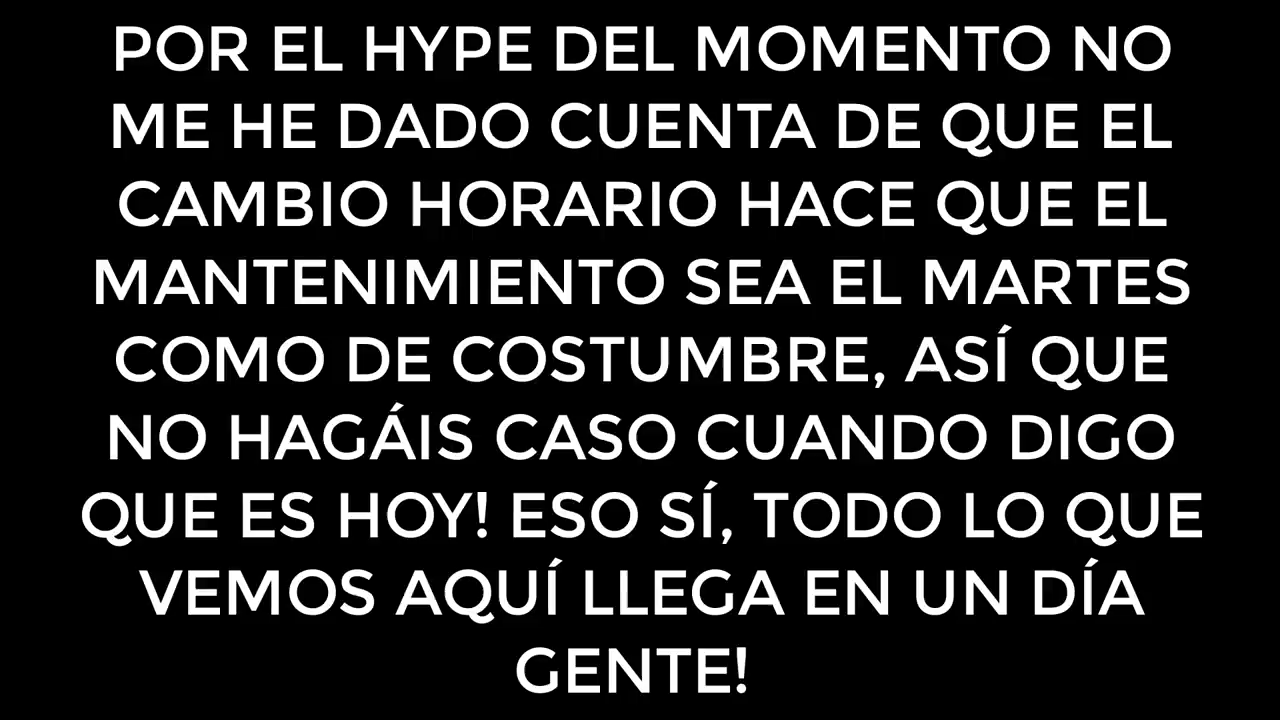 POR EL HYPE DEL MOMENTO NO
ME HE DADO CUENTA DE QUE EL
CAMBIO HORARIO HACE QUE EL
MANTENIMIENTO SEA EL MARTES
COMO DE COSTUMBRE, ASÍ QUE
NO HAGÁIS CASO CUANDO DIGO
QUE ES HOY! ESO SÍ, TODO LO QUE
VEMOS AQUÍ LLEGA EN UN DÍA
GENTE!